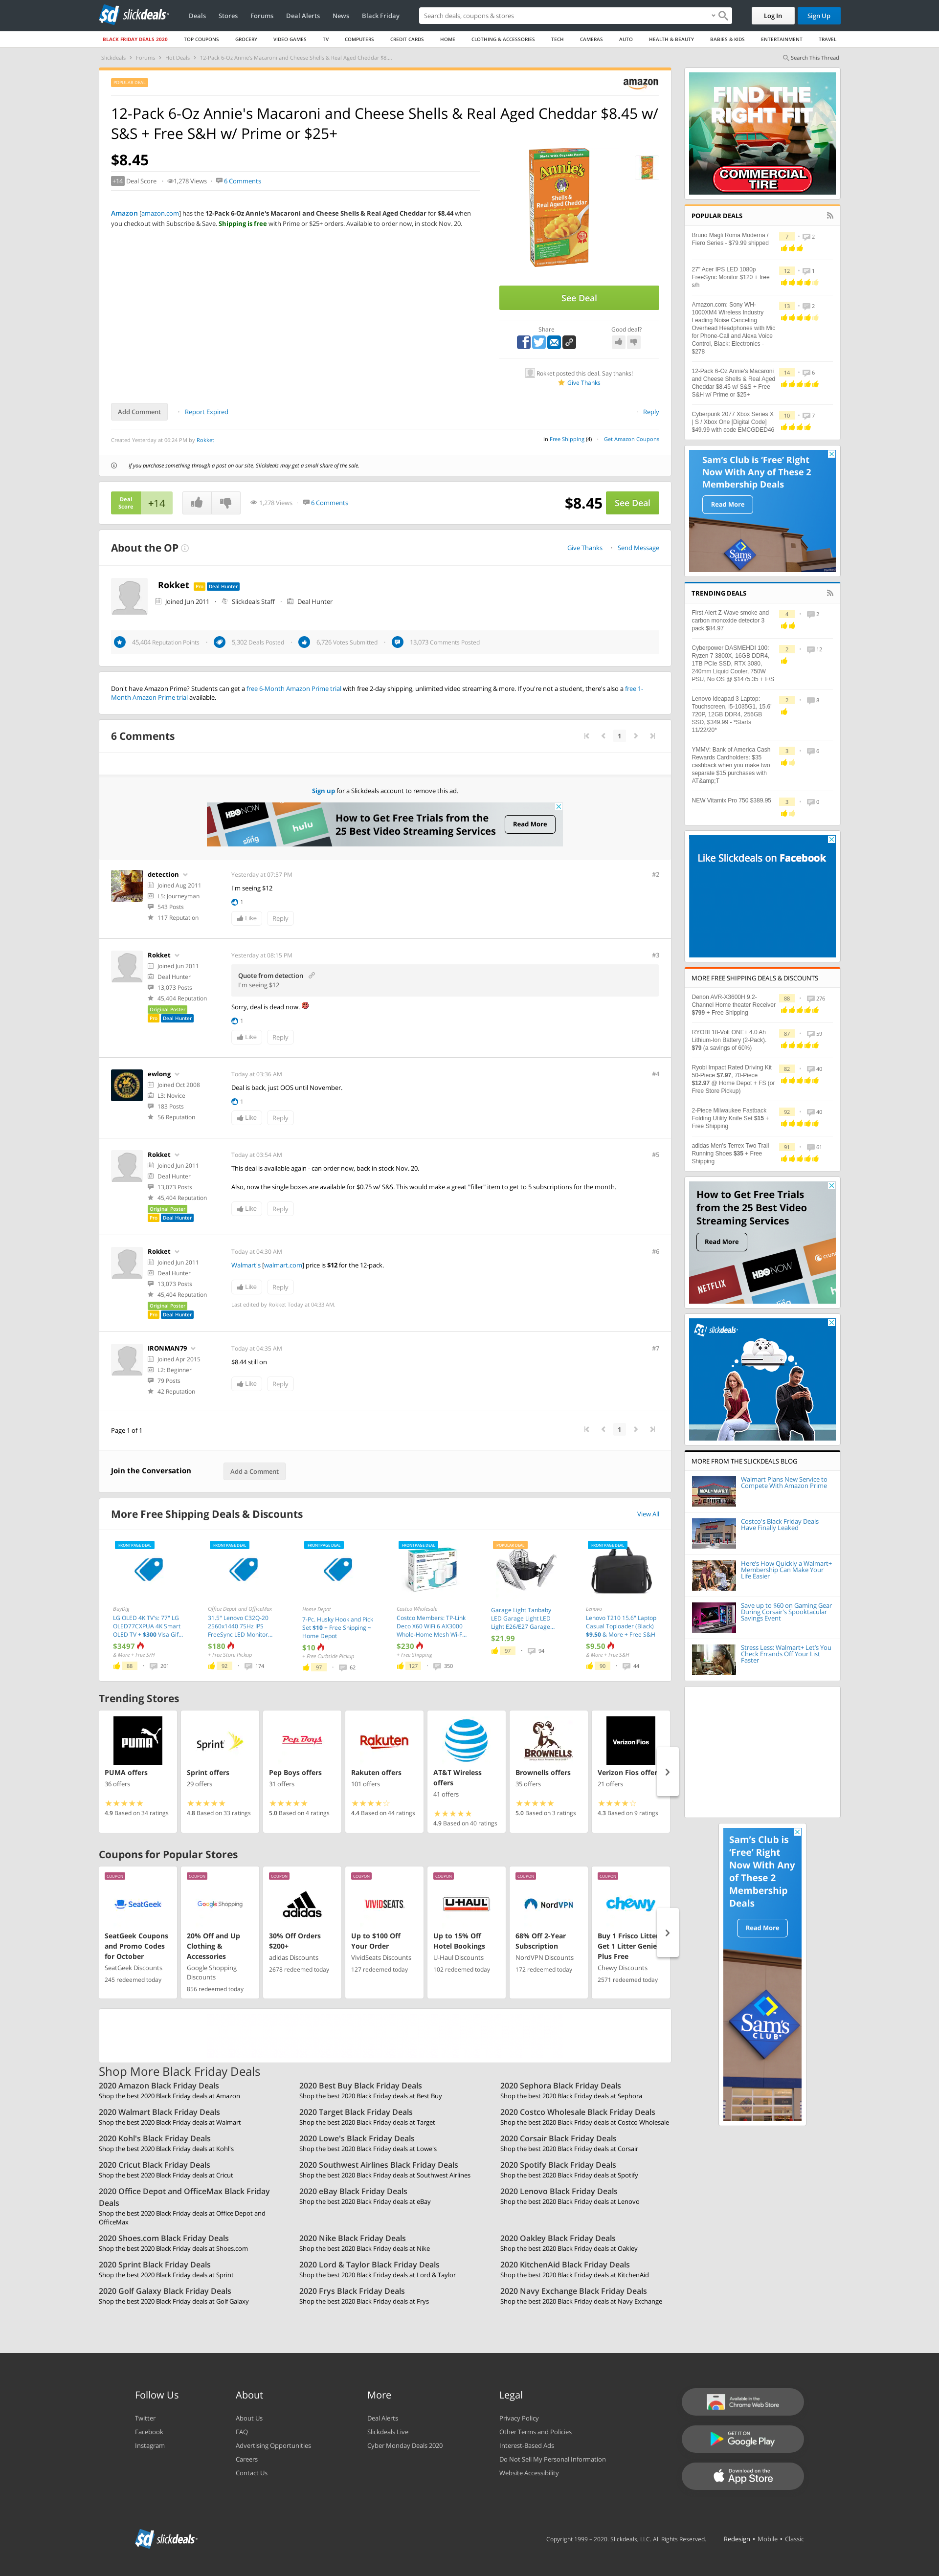 slickdeals
Deals
Stores
Forums
Deal Alerts
News
Black Friday
Search deals, coupons & stores
Log In
Sign Up
BLACK FRIDAY DEALS 2020
TOP COUPONS
GROCERY
VIDEO GAMES
TV
COMPUTERS
CREDIT CARDS
HOME
CLOTHING & ACCESSORIES
TECH
CAMERAS
AUTO
HEALTH & BEAUTY
BABIES & KIDS
ENTERTAINMENT
TRAVEL
Slickdeals > Forums > Hot Deals > 12-Pack 6-Oz Annie's Macaroni and Cheese Shells & Real Aged Cheddar $8....
Search This Thread
POPULAR DEAL
amazon
12-Pack 6-Oz Annie's Macaroni and Cheese Shells & Real Aged Cheddar $8.45 w/
S&S + Free S&H w/ Prime or $25+
$8.45
+14 Deal Score
1,278 Views
6 Comments
Amazon [amazon.com] has the 12-Pack 6-Oz Annie's Macaroni and Cheese Shells & Real Aged Cheddar for $8.44 when
you checkout with Subscribe & Save. Shipping is free with Prime or $25+ orders. Available to order now, in stock Nov. 20.
Annie's
Shells &
Real Aged Cheddar
See Deal
Share
Good deal?
Rokket posted this deal. Say thanks!
Give Thanks
Add Comment
Report Expired
Reply
Created Yesterday at 06:24 PM by Rokket
in Free Shipping (4)
Get Amazon Coupons
If you purchase something through a post on our site, Slickdeals may get a small share of the sale.
Deal
Score
+14
1,278 Views
6 Comments
$8.45
See Deal
About the OP
Give Thanks
Send Message
Rokket Pro Deal Hunter
Joined Jun 2011
Slickdeals Staff
Deal Hunter
45,404 Reputation Points
5,302 Deals Posted
6,726 Votes Submitted
13,073 Comments Posted
Don't have Amazon Prime? Students can get a free 6-Month Amazon Prime trial with free 2-day shipping, unlimited video streaming & more. If you're not a student, there's also a free 1-
Month Amazon Prime trial available.
6 Comments
1
Sign up for a Slickdeals account to remove this ad.
HBO NOW
sling
hulu
How to Get Free Trials from the
25 Best Video Streaming Services
Read More
detection
Joined Aug 2011
L5: Journeyman
543 Posts
117 Reputation
Yesterday at 07:57 PM
#2
I'm seeing $12
1
Like
Reply
Rokket
Joined Jun 2011
Deal Hunter
13,073 Posts
45,404 Reputation
Original Poster
Pro Deal Hunter
Yesterday at 08:15 PM
#3
Quote from detection
I'm seeing $12
Sorry, deal is dead now.
1
Like
Reply
ewlong
Joined Oct 2008
L3: Novice
183 Posts
56 Reputation
Today at 03:36 AM
#4
Deal is back, just OOS until November.
1
Like
Reply
Rokket
Joined Jun 2011
Deal Hunter
13,073 Posts
45,404 Reputation
Original Poster
Pro Deal Hunter
Today at 03:54 AM
#5
This deal is available again - can order now, back in stock Nov. 20.
Also, now the single boxes are available for $0.75 w/ S&S. This would make a great "filler" item to get to 5 subscriptions for the month.
Like
Reply
Rokket
Joined Jun 2011
Deal Hunter
13,073 Posts
45,404 Reputation
Original Poster
Pro Deal Hunter
Today at 04:30 AM
#6
Walmart's [walmart.com] price is $12 for the 12-pack.
Like
Reply
Last edited by Rokket Today at 04:33 AM
IRONMAN79
Joined Apr 2015
L2: Beginner
79 Posts
42 Reputation
Today at 04:35 AM
#7
$8.44 still on
Like
Reply
Page 1 of 1
1
Join the Conversation
Add a Comment
More Free Shipping Deals & Discounts
View All
FRONTPAGE DEAL
BuyDig
LG OLED 4K TV's: 77" LG
OLED77CXPUA 4K Smart
OLED TV + $300 Visa Gif...
$3497
& More + Free S/H
88
201
FRONTPAGE DEAL
Office Depot and OfficeMax
31.5" Lenovo C32Q-20
2560x1440 75Hz IPS
FreeSync LED Monitor...
$180
+ Free Store Pickup
92
174
FRONTPAGE DEAL
Home Depot
7-Pc. Husky Hook and Pick
Set $10 + Free Shipping ~
Home Depot
$10
+ Free Curbside Pickup
97
62
FRONTPAGE DEAL
Costco Wholesale
Costco Members: TP-Link
Deco X60 WiFi 6 AX3000
Whole-Home Mesh Wi-F...
$230
+ Free Shipping
127
350
POPULAR DEAL
Garage Light Tanbaby
LED Garage Light LED
Light E26/E27 Garage...
$21.99
97
94
FRONTPAGE DEAL
Lenovo
Lenovo T210 15.6" Laptop
Casual Toploader (Black)
$9.50 & More + Free S&H
$9.50
& More + Free S&H
90
44
Trending Stores
PUMA
PUMA offers
36 offers
4.9 Based on 34 ratings
Sprint
Sprint offers
29 offers
4.8 Based on 33 ratings
Pep Boys
Pep Boys offers
31 offers
5.0 Based on 4 ratings
Rakuten
Rakuten offers
101 offers
4.4 Based on 44 ratings
AT&T Wireless
offers
41 offers
4.9 Based on 40 ratings
BROWNELLS
Brownells offers
35 offers
5.0 Based on 3 ratings
Verizon Fios
Verizon Fios offer
21 offers
4.3 Based on 9 ratings
Coupons for Popular Stores
COUPON
SeatGeek
SeatGeek Coupons
and Promo Codes
for October
SeatGeek Discounts
245 redeemed today
COUPON
Google Shopping
20% Off and Up
Clothing &
Accessories
Google Shopping
Discounts
856 redeemed today
COUPON
adidas
30% Off Orders
$200+
adidas Discounts
2678 redeemed today
COUPON
VIVIDSEATS
Up to $100 Off
Your Order
VividSeats Discounts
127 redeemed today
COUPON
U-HAUL
Up to 15% Off
Hotel Bookings
U-Haul Discounts
102 redeemed today
COUPON
NordVPN
68% Off 2-Year
Subscription
NordVPN Discounts
172 redeemed today
COUPON
chewy
Buy 1 Frisco Litter
Get 1 Litter Genie
Plus Free
Chewy Discounts
2571 redeemed today
Shop More Black Friday Deals
2020 Amazon Black Friday Deals
Shop the best 2020 Black Friday deals at Amazon
2020 Best Buy Black Friday Deals
Shop the best 2020 Black Friday deals at Best Buy
2020 Sephora Black Friday Deals
Shop the best 2020 Black Friday deals at Sephora
2020 Walmart Black Friday Deals
Shop the best 2020 Black Friday deals at Walmart
2020 Target Black Friday Deals
Shop the best 2020 Black Friday deals at Target
2020 Costco Wholesale Black Friday Deals
Shop the best 2020 Black Friday deals at Costco Wholesale
2020 Kohl's Black Friday Deals
Shop the best 2020 Black Friday deals at Kohl's
2020 Lowe's Black Friday Deals
Shop the best 2020 Black Friday deals at Lowe's
2020 Corsair Black Friday Deals
Shop the best 2020 Black Friday deals at Corsair
2020 Cricut Black Friday Deals
Shop the best 2020 Black Friday deals at Cricut
2020 Southwest Airlines Black Friday Deals
Shop the best 2020 Black Friday deals at Southwest Airlines
2020 Spotify Black Friday Deals
Shop the best 2020 Black Friday deals at Spotify
2020 Office Depot and OfficeMax Black Friday
Deals
Shop the best 2020 Black Friday deals at Office Depot and
OfficeMax
2020 eBay Black Friday Deals
Shop the best 2020 Black Friday deals at eBay
2020 Lenovo Black Friday Deals
Shop the best 2020 Black Friday deals at Lenovo
2020 Shoes.com Black Friday Deals
Shop the best 2020 Black Friday deals at Shoes.com
2020 Nike Black Friday Deals
Shop the best 2020 Black Friday deals at Nike
2020 Oakley Black Friday Deals
Shop the best 2020 Black Friday deals at Oakley
2020 Sprint Black Friday Deals
Shop the best 2020 Black Friday deals at Sprint
2020 Lord & Taylor Black Friday Deals
Shop the best 2020 Black Friday deals at Lord & Taylor
2020 KitchenAid Black Friday Deals
Shop the best 2020 Black Friday deals at KitchenAid
2020 Golf Galaxy Black Friday Deals
Shop the best 2020 Black Friday deals at Golf Galaxy
2020 Frys Black Friday Deals
Shop the best 2020 Black Friday deals at Frys
2020 Navy Exchange Black Friday Deals
Shop the best 2020 Black Friday deals at Navy Exchange
FIND THE
RIGHT FIT
COMMERCIAL
TIRE
POPULAR DEALS
Bruno Magli Roma Moderna /
Fiero Series - $79.99 shipped
7
2
27" Acer IPS LED 1080p
FreeSync Monitor $120 + free
s/h
12
1
Amazon.com: Sony WH-
1000XM4 Wireless Industry
Leading Noise Canceling
Overhead Headphones with Mic
for Phone-Call and Alexa Voice
Control, Black: Electronics -
$278
13
2
12-Pack 6-Oz Annie's Macaroni
and Cheese Shells & Real Aged
Cheddar $8.45 w/ S&S + Free
S&H w/ Prime or $25+
14
6
Cyberpunk 2077 Xbox Series X
| S / Xbox One [Digital Code]
$49.99 with code EMCGDED46
10
7
Sam's Club is 'Free' Right
Now With Any of These 2
Membership Deals
Read More
Sam's
CLUB
TRENDING DEALS
First Alert Z-Wave smoke and
carbon monoxide detector 3
pack $84.97
4
2
Cyberpower DASMEHDI 100:
Ryzen 7 3800X, 16GB DDR4,
1TB PCIe SSD, RTX 3080,
240mm Liquid Cooler, 750W
PSU, No OS @ $1475.35 + F/S
2
12
Lenovo Ideapad 3 Laptop:
Touchscreen, i5-1035G1, 15.6"
720P, 12GB DDR4, 256GB
SSD, $349.99 - *Starts
11/22/20*
2
8
YMMV: Bank of America Cash
Rewards Cardholders: $35
cashback when you make two
separate $15 purchases with
AT&amp;T
3
6
NEW Vitamix Pro 750 $389.95
3
0
Like Slickdeals on Facebook
MORE FREE SHIPPING DEALS & DISCOUNTS
Denon AVR-X3600H 9.2-
Channel Home theater Receiver
$799 + Free Shipping
88
276
RYOBI 18-Volt ONE+ 4.0 Ah
Lithium-Ion Battery (2-Pack).
$79 (a savings of 60%)
87
59
Ryobi Impact Rated Driving Kit
50-Piece $7.97, 70-Piece
$12.97 @ Home Depot + FS (or
Free Store Pickup)
82
40
2-Piece Milwaukee Fastback
Folding Utility Knife Set $15 +
Free Shipping
92
40
adidas Men's Terrex Two Trail
Running Shoes $35 + Free
Shipping
91
61
How to Get Free Trials
from the 25 Best Video
Streaming Services
Read More
NETFLIX
HBO NOW
slickdeals
MORE FROM THE SLICKDEALS BLOG
Walmart Plans New Service to
Compete With Amazon Prime
Costco's Black Friday Deals
Have Finally Leaked
Here's How Quickly a Walmart+
Membership Can Make Your
Life Easier
Save up to $60 on Gaming Gear
During Corsair's Spooktacular
Savings Event
Stress Less: Walmart+ Let's You
Check Errands Off Your List
Faster
Sam's Club is
'Free' Right
Now With Any
of These 2
Membership
Deals
Read More
Sam's
CLUB
Follow Us
Twitter
Facebook
Instagram
About
About Us
FAQ
Advertising Opportunities
Careers
Contact Us
More
Deal Alerts
Slickdeals Live
Cyber Monday Deals 2020
Legal
Privacy Policy
Other Terms and Policies
Interest-Based Ads
Do Not Sell My Personal Information
Website Accessibility
Available in the
Chrome Web Store
GET IT ON
Google Play
Download on the
App Store
slickdeals
Copyright 1999 - 2020. Slickdeals, LLC. All Rights Reserved.
Redesign • Mobile • Classic